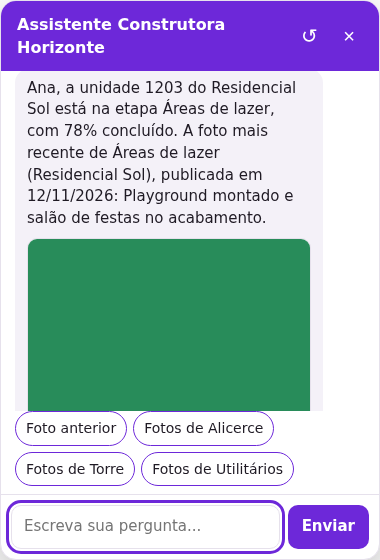 Assistente Construtora
Horizonte
↺ ×
Ana, a unidade 1203 do Residencial
Sol está na etapa Áreas de lazer,
com 78% concluído. A foto mais
recente de Áreas de lazer
(Residencial Sol), publicada em
12/11/2026: Playground montado e
salão de festas no acabamento.
Foto anterior
Fotos de Alicerce
Fotos de Torre
Fotos de Utilitários
Escreva sua pergunta...
Enviar